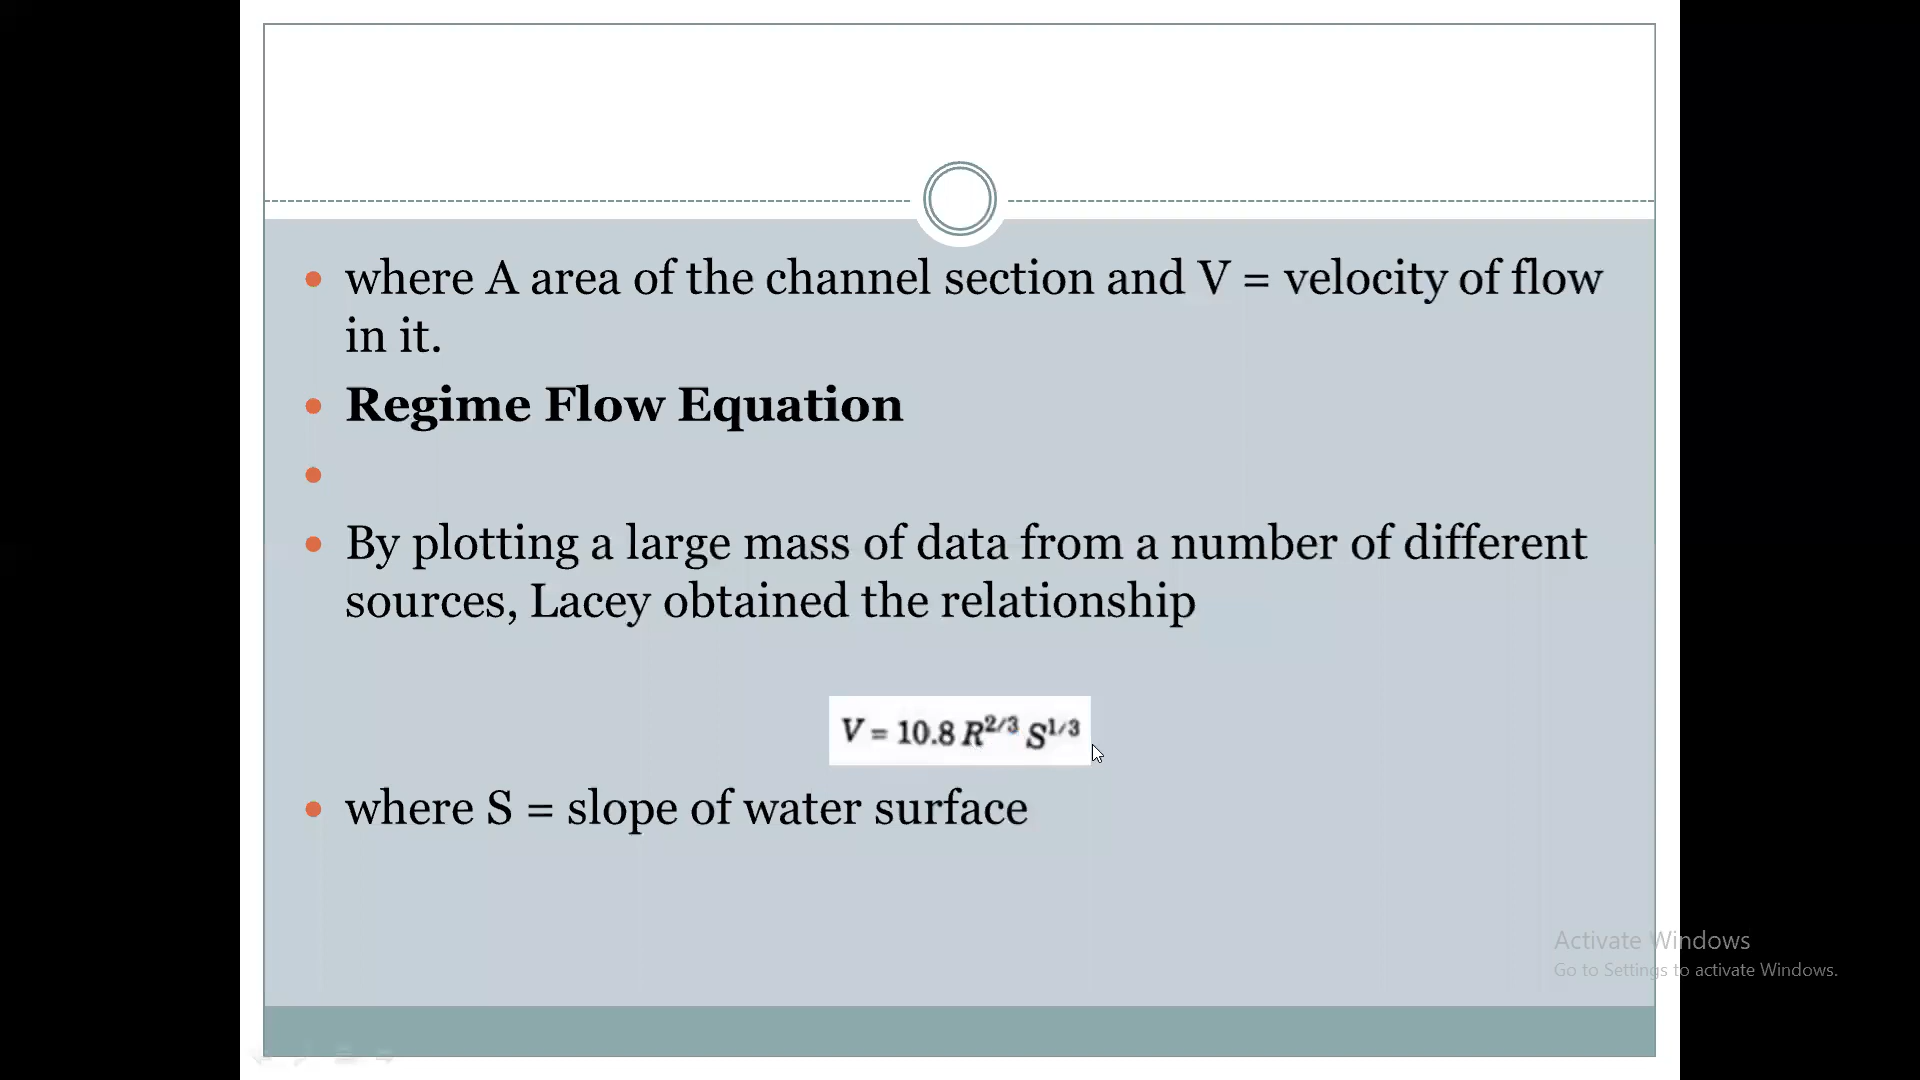 where A area of the channel section and V = velocity of flow
in it.
Regime Flow Equation
By plotting a large mass of data from a number of different
sources, Lacey obtained the relationship
V = 10.8 R^{2/3} S^{1/3}
where S = slope of water surface
Activate Windows
Go to Settings to activate Windows.